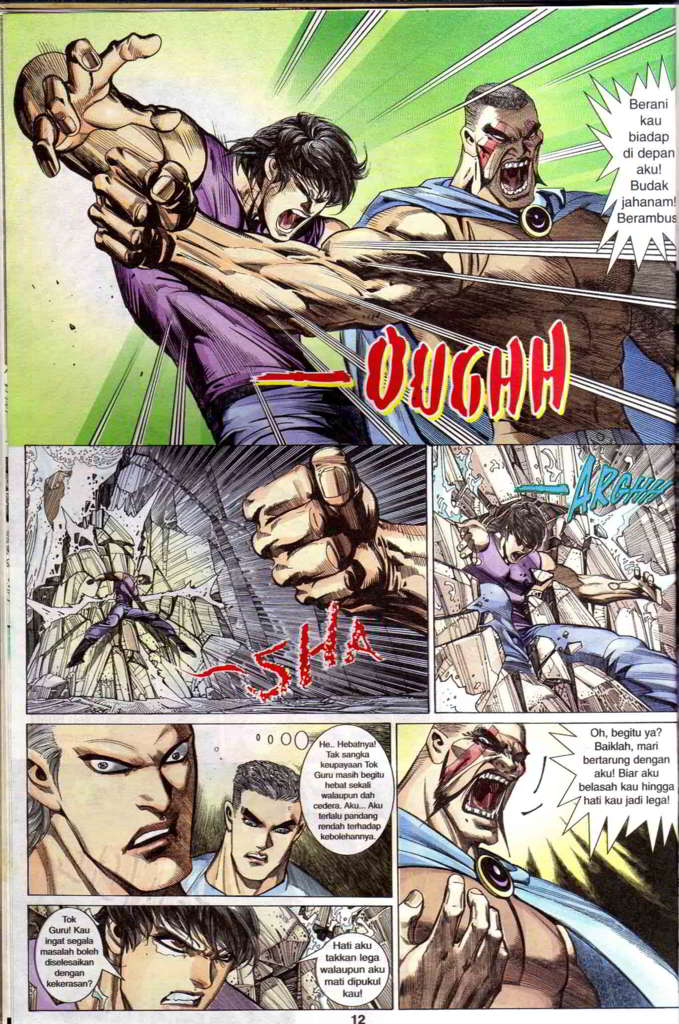 Berani
kau
biadap
di depan
aku!
Budak
jahanam!
Berambus
OUGHH
SHA
ARGHH
He.. Hebatnya!
Tak sangka
keupayaan Tok
Guru masih begitu
hebat sekali
walaupun dah
cedera. Aku... Aku
terlalu pandang
rendah terhadap
kebolehannya.
Oh, begitu ya?
Baiklah, mari
bertarung dengan
aku! Biar aku
belasah kau hingga
hati kau jadi lega!
Tok
Guru! Kau
ingat segala
masalah boleh
diselesaikan
dengan
kekerasan?
Hati aku
takkan lega
walaupun aku
mati dipukul
kau!
12